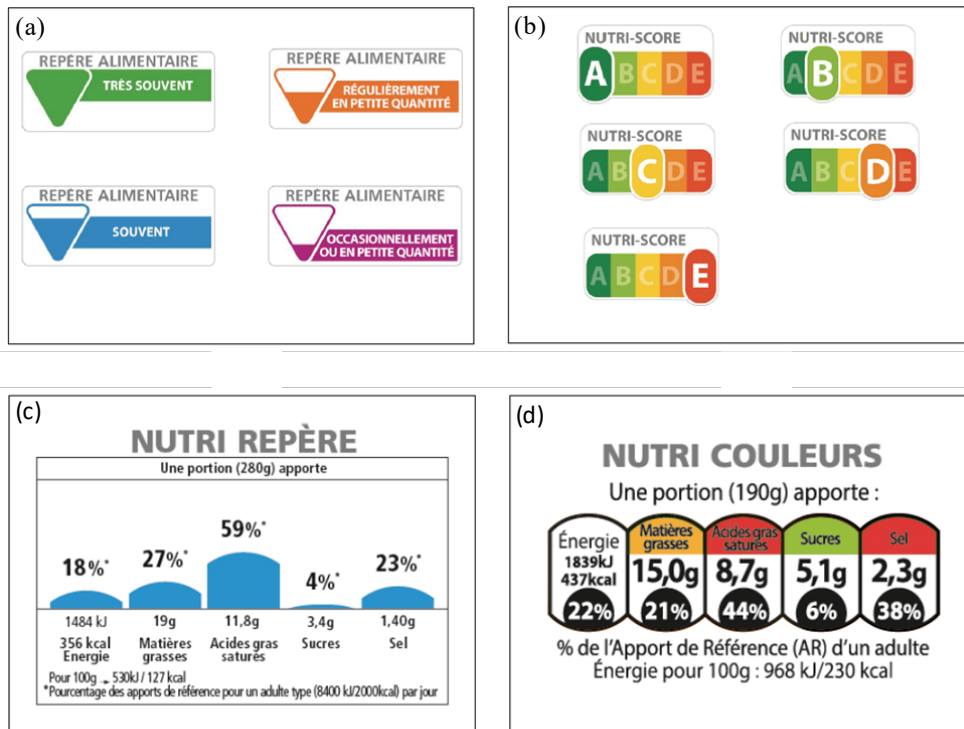 (a)
REPÈRE ALIMENTAIRE
TRÈS SOUVENT
REPÈRE ALIMENTAIRE
RÉGULIÈREMENT
EN PETITE QUANTITÉ
REPÈRE ALIMENTAIRE
SOUVENT
REPÈRE ALIMENTAIRE
OCCASIONNELLEMENT
OU EN PETITE QUANTITÉ
(b)
NUTRI-SCORE
A B C D E
NUTRI-SCORE
A B C D E
NUTRI-SCORE
A B C D E
NUTRI-SCORE
A B C D E
NUTRI-SCORE
A B C D E
(c)
NUTRI REPÈRE
Une portion (280g) apporte
18%* 27%* 59%* 4%* 23%*
1484 kJ 19g 11,8g 3,4g 1,40g
356 kcal Matières Acides gras Sucres Sel
Energie grasses saturés
Pour 100g → 530kJ / 127 kcal
*Pourcentage des apports de référence pour un adulte type (8400 kJ/2000kcal) par jour
(d)
NUTRI COULEURS
Une portion (190g) apporte :
Énergie Matières grasses Acides gras saturés Sucres Sel
1839kJ
437kcal 15,0g 8,7g 5,1g 2,3g
22% 21% 44% 6% 38%
% de l'Apport de Référence (AR) d'un adulte
Énergie pour 100g : 968 kJ/230 kcal